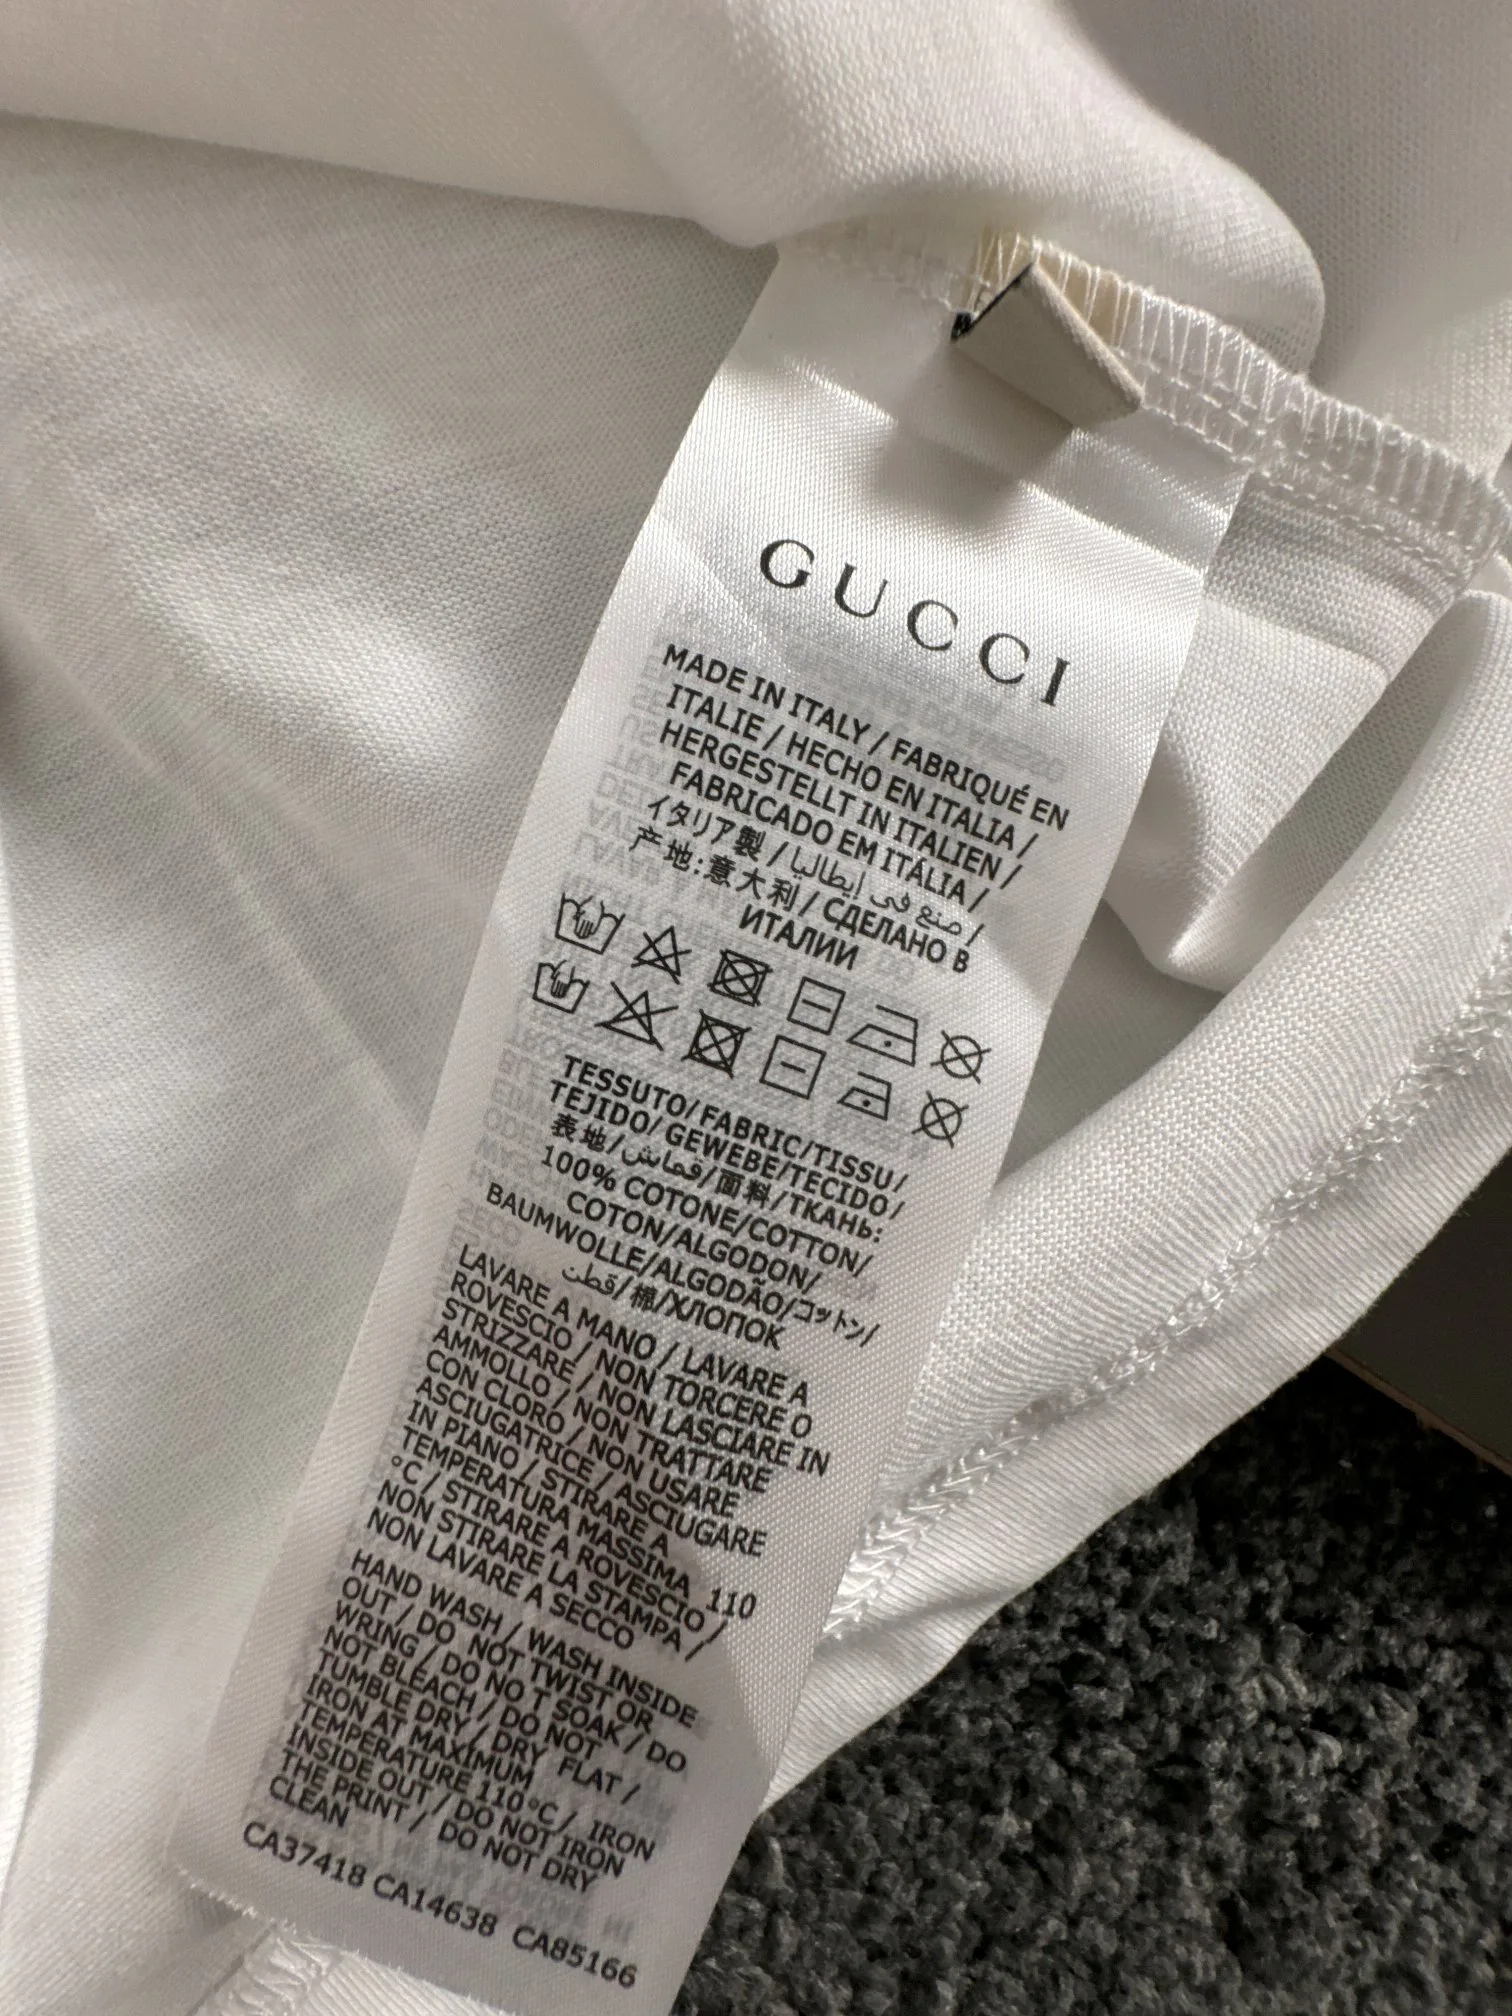 GUCCI
MADE IN ITALY / FABRIQUÉ EN
ITALIE / HECHO EN ITALIA /
HERGESTELLT IN ITALIEN /
FABRICADO EM ITÁLIA /
イタリア製 / صنع في إيطاليا /
产地:意大利 / СДЕЛАНО В
ИТАЛИИ
TESSUTO/FABRIC/TISSU/
TEJIDO/GEWEBE/TECIDO/
表地/قماش/面料/ТКАНЬ:
100% COTONE/COTTON/
COTON/ALGODON/
BAUMWOLLE/ALGODÃO/コットン/
قطن/棉/ХЛОПОК
LAVARE A MANO / LAVARE A
ROVESCIO / NON TORCERE O
STRIZZARE / NON LASCIARE IN
AMMOLLO / NON TRATTARE
CON CLORO / NON USARE
ASCIUGATRICE / ASCIUGARE
IN PIANO / STIRARE A
TEMPERATURA MASSIMA 110
°C / STIRARE A ROVESCIO /
NON STIRARE LA STAMPA /
NON LAVARE A SECCO
HAND WASH / WASH INSIDE
OUT / DO NOT TWIST OR
WRING / DO NOT SOAK / DO
NOT BLEACH / DO NOT
TUMBLE DRY / DRY FLAT /
IRON AT MAXIMUM
TEMPERATURE 110°C / IRON
INSIDE OUT / DO NOT IRON
THE PRINT / DO NOT DRY
CLEAN
CA37418 CA14638 CA85166